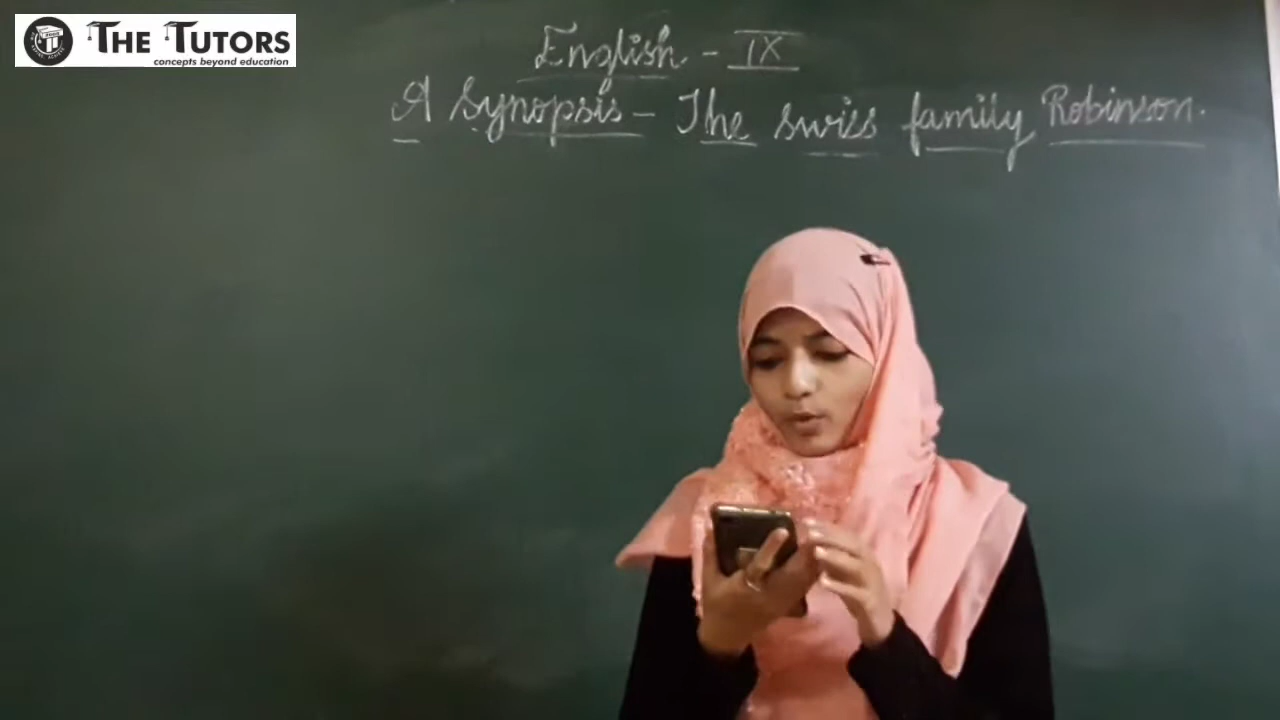 THE TUTORS
concepts beyond education
English - IX
A Synopsis - The swiss family Robinson.